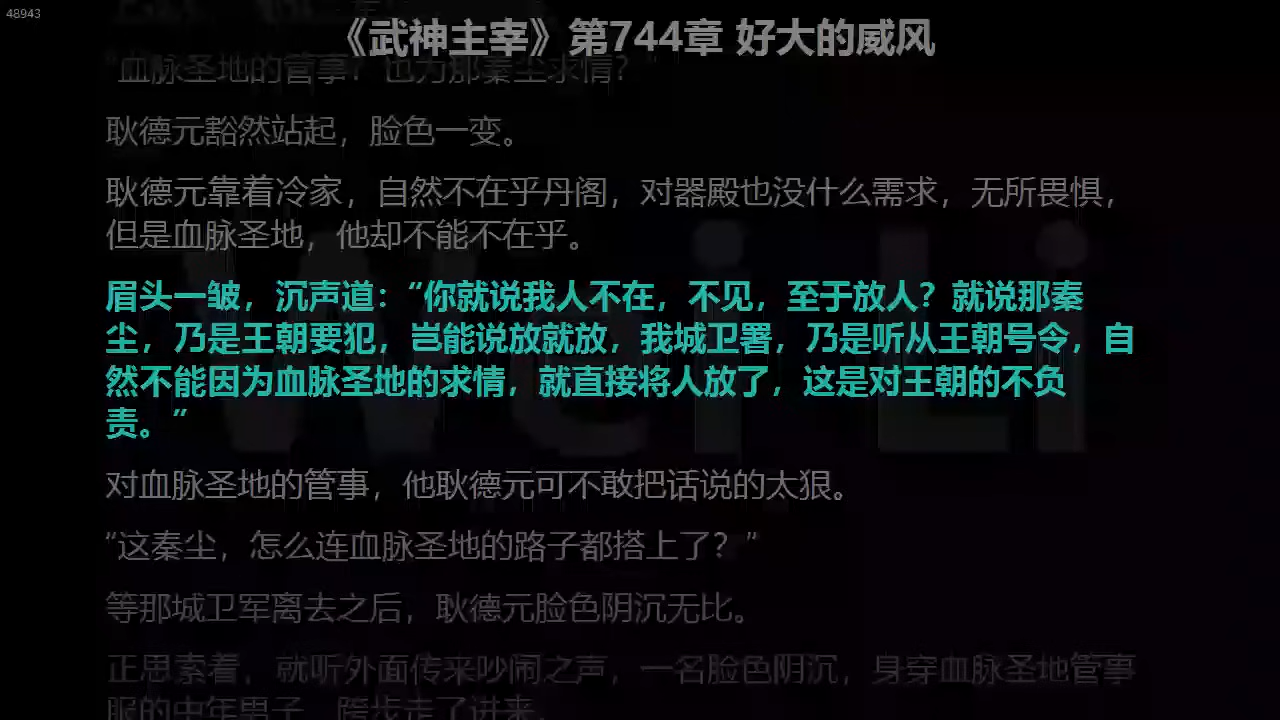 48943
《武神主宰》第744章 好大的威风
“血脉圣地的管事？也为那秦尘求情？”
耿德元豁然站起，脸色一变。
耿德元靠着冷家，自然不在乎丹阁，对器殿也没什么需求，无所畏惧，
但是血脉圣地，他却不能不在乎。
眉头一皱，沉声道：“你就说我人不在，不见，至于放人？就说那秦
尘，乃是王朝要犯，岂能说放就放，我城卫署，乃是听从王朝号令，自
然不能因为血脉圣地的求情，就直接将人放了，这是对王朝的不负
责。”
对血脉圣地的管事，他耿德元可不敢把话说的太狠。
“这秦尘，怎么连血脉圣地的路子都搭上了？”
等那城卫军离去之后，耿德元脸色阴沉无比。
正思索着，就听外面传来吵闹之声，一名脸色阴沉，身穿血脉圣地管事
服的中年男子，跨步走了进来。
Wei Li